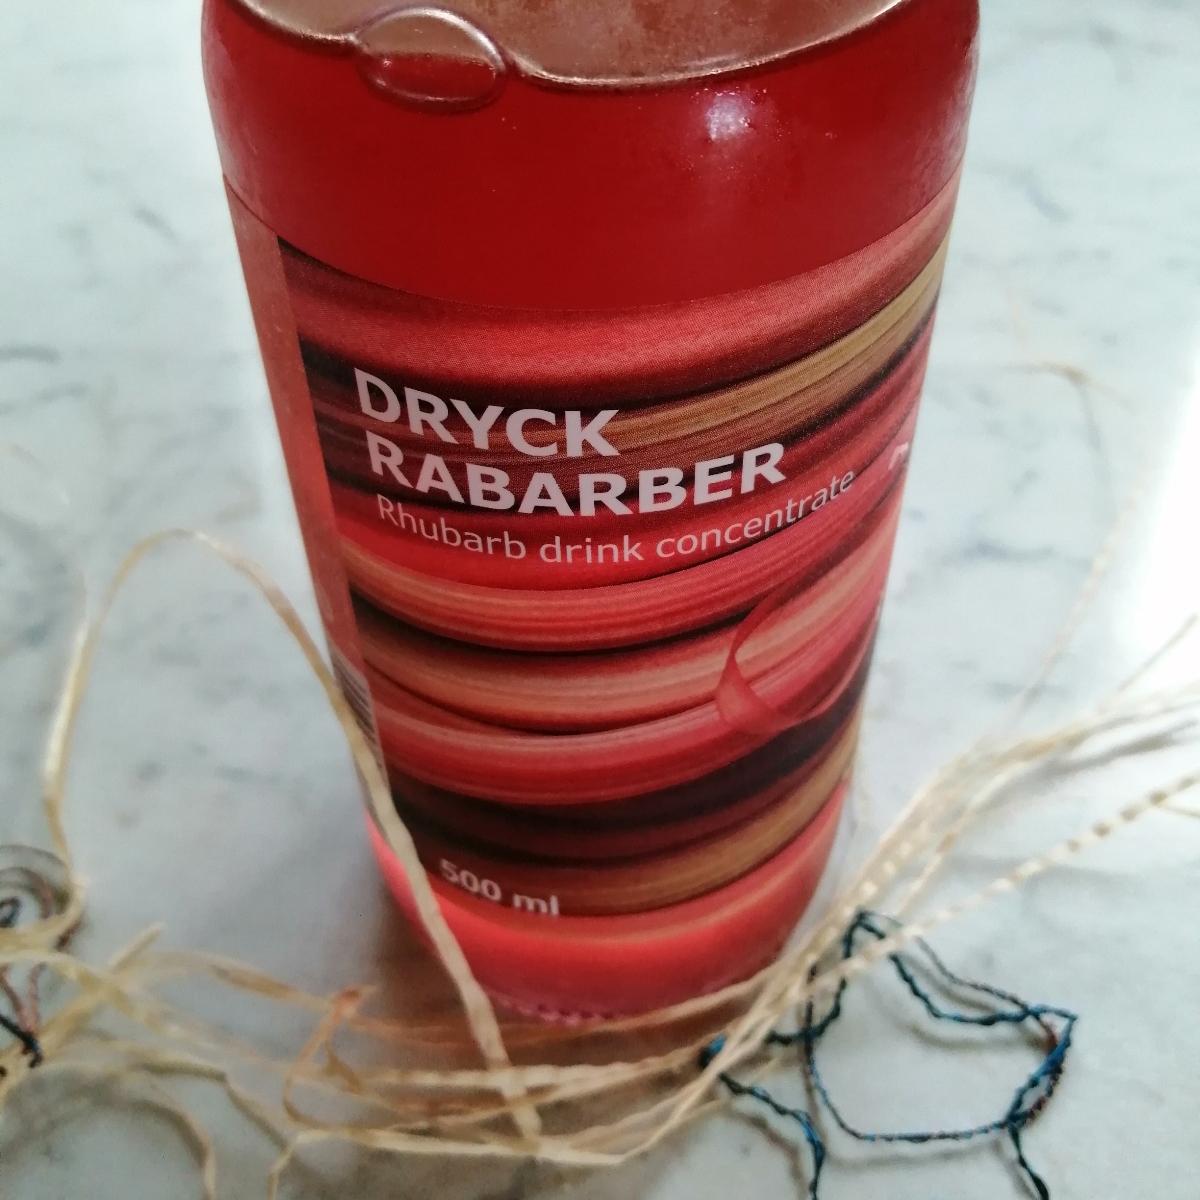 DRYCK
RABARBER
Rhubarb drink concentrate
500 ml